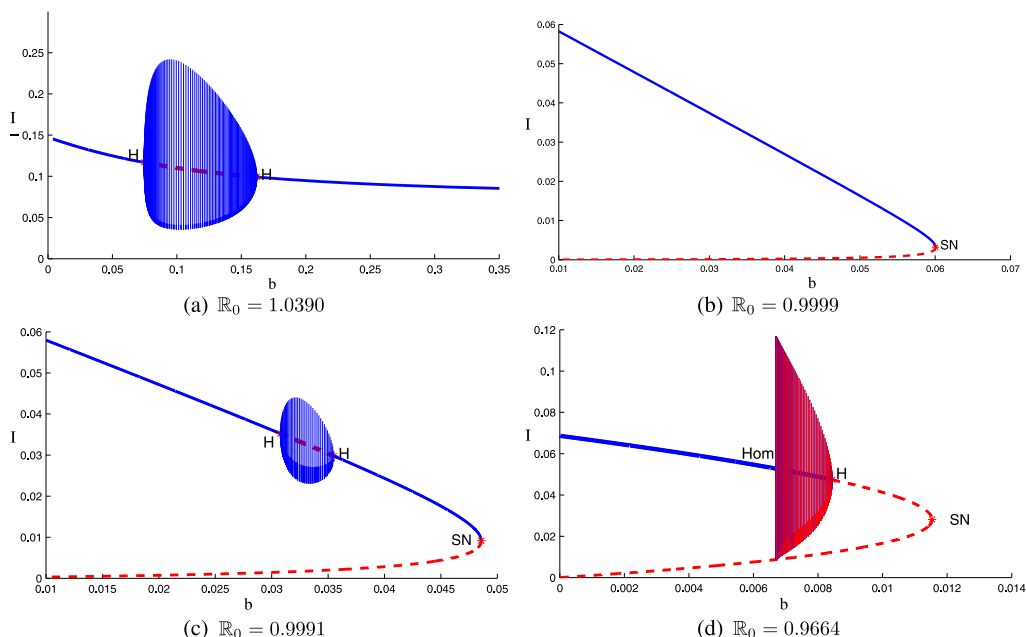 0.25
0.2
I
0.15
H
H
0.1
0.05
0
0 0.05 0.1 0.15 0.2 0.25 0.3 0.35
b
(a) ℝ₀ = 1.0390
0.06
0.05
I
0.04
0.03
0.02
0.01
SN
0
0.01 0.02 0.03 0.04 0.05 0.06 0.07
b
(b) ℝ₀ = 0.9999
0.06
0.05
0.04
I
H
H
0.03
0.02
SN
0.01
0
0.01 0.015 0.02 0.025 0.03 0.035 0.04 0.045 0.05
b
(c) ℝ₀ = 0.9991
0.12
0.1
0.08
I
Hom
0.06
H
0.04
SN
0.02
0
0 0.002 0.004 0.006 0.008 0.01 0.012 0.014
b
(d) ℝ₀ = 0.9664